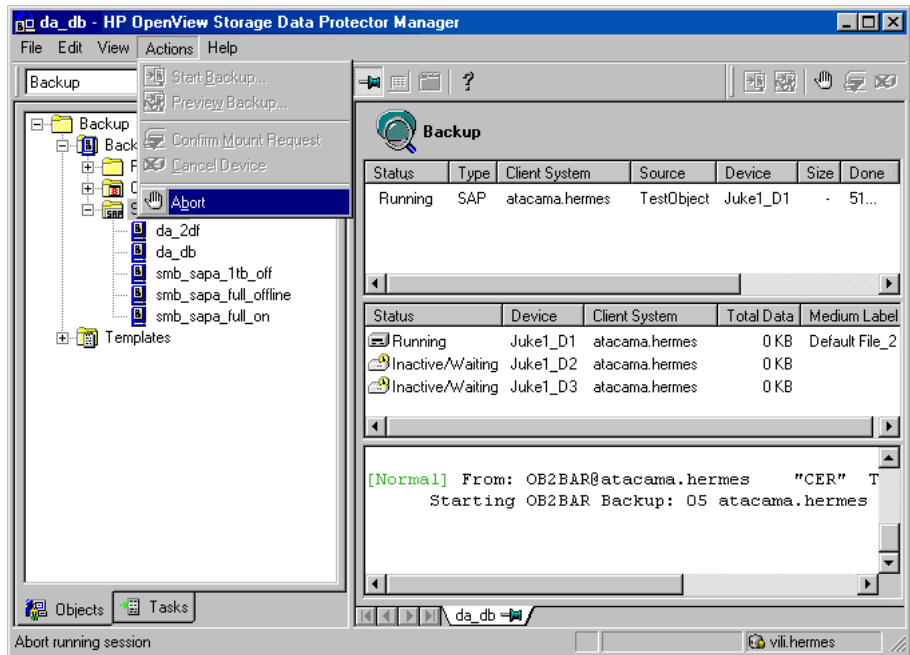 da_db - HP OpenView Storage Data Protector Manager
File Edit View Actions Help
Backup
Start Backup...
Preview Backup...
Confirm Mount Request
Cancel Device
Abort
Backup
Back
da_2df
da_db
smb_sapa_1tb_off
smb_sapa_full_offline
smb_sapa_full_on
Templates
Objects Tasks
Backup
Status Type Client System Source Device Size Done
Running SAP atacama.hermes TestObject Juke1_D1 - 51...
Status Device Client System Total Data Medium Label
Running Juke1_D1 atacama.hermes 0 KB Default File_2
Inactive/Waiting Juke1_D2 atacama.hermes 0 KB
Inactive/Waiting Juke1_D3 atacama.hermes 0 KB
[Normal] From: OB2BAR@atacama.hermes "CER" T
Starting OB2BAR Backup: 05 atacama.hermes
da_db
Abort running session
vili.hermes